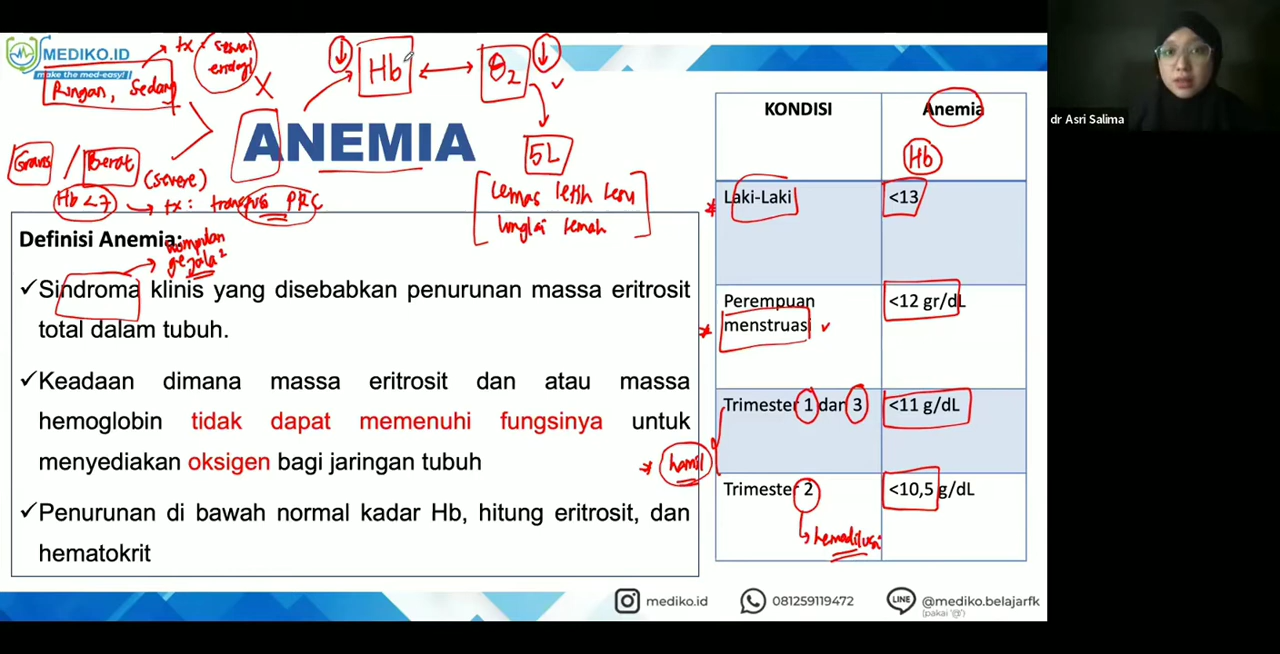 MEDIKO.ID
make the med-easy!
tx: sesuai
etiologi
Ringan, Sedang
X
Hb
O2
ANEMIA
5L
Berat
(severe)
Hb <7
tx: transfusi PRC
Lemas letih lesu
lunglai lemah
Definisi Anemia:
kumpulan
gejala2
✓Sindroma klinis yang disebabkan penurunan massa eritrosit
total dalam tubuh.
✓Keadaan dimana massa eritrosit dan atau massa
hemoglobin tidak dapat memenuhi fungsinya untuk
menyediakan oksigen bagi jaringan tubuh
✓Penurunan di bawah normal kadar Hb, hitung eritrosit, dan
hematokrit
KONDISI Anemia
Hb
Laki-Laki <13
Perempuan <12 gr/dL
menstruasi
Trimester 1 dan 3 <11 g/dL
hamil
Trimester 2 <10,5 g/dL
hemodilusi
mediko.id 081259119472 LINE @mediko.belajarfk
(pakai '@')
dr Asri Salima